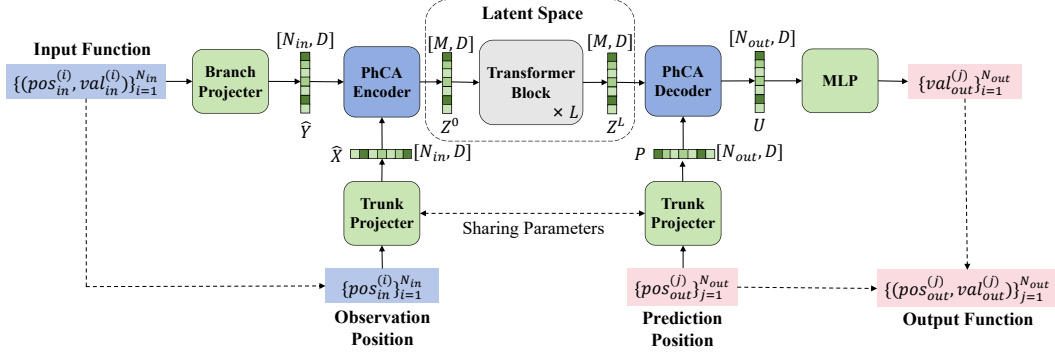 Latent Space
Input Function
{(pos_in^(i), val_in^(i))}_{i=1}^{N_in}
Branch
Projecter
[N_in, D]
Ŷ
PhCA
Encoder
[M, D]
Z^0
Transformer
Block
× L
[M, D]
Z^L
PhCA
Decoder
[N_out, D]
U
MLP
{val_out^(j)}_{i=1}^{N_out}
X̂
[N_in, D]
P
[N_out, D]
Trunk
Projecter
Sharing Parameters
Trunk
Projecter
{pos_in^(i)}_{i=1}^{N_in}
Observation
Position
{pos_out^(j)}_{j=1}^{N_out}
Prediction
Position
{(pos_out^(j), val_out^(j))}_{j=1}^{N_out}
Output Function